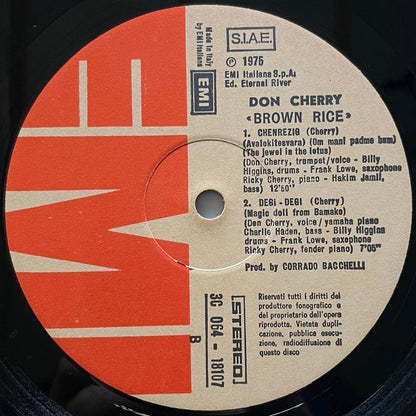 EMI
Made in Italy
by EMI Italiana
EMI
S.I.A.E.
Ⓟ 1975
EMI Italiana S.p.A.
Ed. Eternal River
DON CHERRY
«BROWN RICE»
1. CHENREZIG (Cherry)
(Avalokitesvara) (Om mani padme hum)
(The jewel in the lotus)
(Don Cherry, trumpet/voice - Billy
Higgins, drums - Frank Lowe, saxophone
Ricky Cherry, piano - Hakim Jamil,
bass) 12'50"
2. DEGI-DEGI (Cherry)
(Magic doll from Bamako)
(Don Cherry, voice/yamaha piano
Charlie Haden, bass - Billy Higgins
drums - Frank Lowe, saxophone
Ricky Cherry, fender piano) 7'05"
Prod. by CORRADO BACCHELLI
3C 064 - 18107
B
STEREO
Riservati tutti i diritti del
produttore fonografico e
del proprietario dell'opera
riprodotta. Vietata dupli-
cazione, pubblica esecu-
zione, radiodiffusione di
questo disco